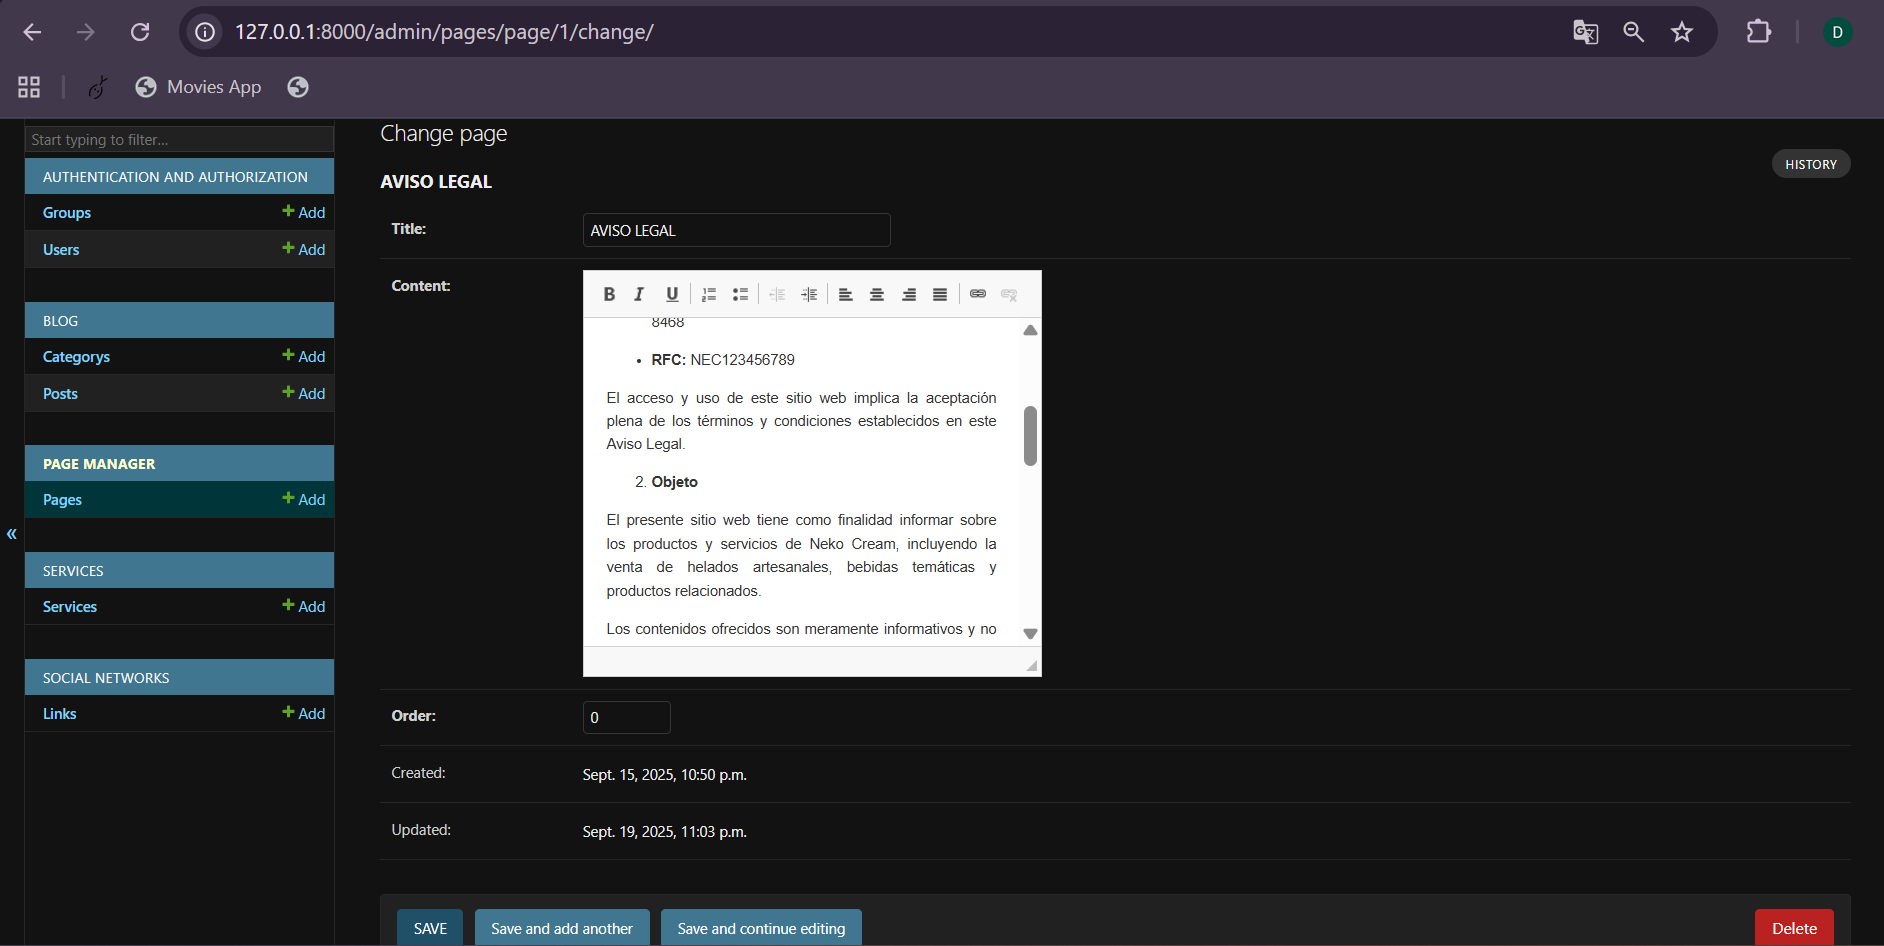 127.0.0.1:8000/admin/pages/page/1/change/
D
Movies App
Start typing to filter...
AUTHENTICATION AND AUTHORIZATION
Groups Add
Users Add
BLOG
Categorys Add
Posts Add
PAGE MANAGER
Pages Add
SERVICES
Services Add
SOCIAL NETWORKS
Links Add
«
Change page
HISTORY
AVISO LEGAL
Title: AVISO LEGAL
Content:
B I U
8468
• RFC: NEC123456789
El acceso y uso de este sitio web implica la aceptación
plena de los términos y condiciones establecidos en este
Aviso Legal.
2. Objeto
El presente sitio web tiene como finalidad informar sobre
los productos y servicios de Neko Cream, incluyendo la
venta de helados artesanales, bebidas temáticas y
productos relacionados.
Los contenidos ofrecidos son meramente informativos y no
Order: 0
Created: Sept. 15, 2025, 10:50 p.m.
Updated: Sept. 19, 2025, 11:03 p.m.
SAVE Save and add another Save and continue editing Delete